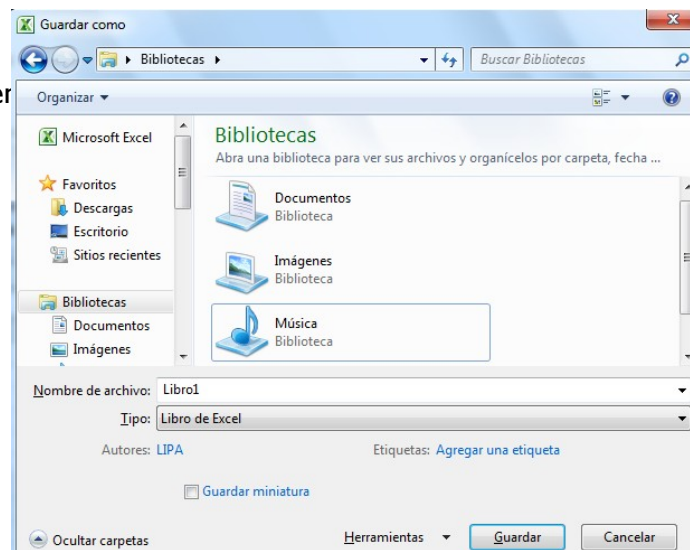 Guardar como
Bibliotecas
Buscar Bibliotecas
er
Organizar
Microsoft Excel
Favoritos
Descargas
Escritorio
Sitios recientes
Bibliotecas
Documentos
Imágenes
Bibliotecas
Abra una biblioteca para ver sus archivos y organícelos por carpeta, fecha ...
Documentos
Biblioteca
Imágenes
Biblioteca
Música
Biblioteca
Nombre de archivo: Libro1
Tipo: Libro de Excel
Autores: LIPA Etiquetas: Agregar una etiqueta
Guardar miniatura
Ocultar carpetas Herramientas Guardar Cancelar